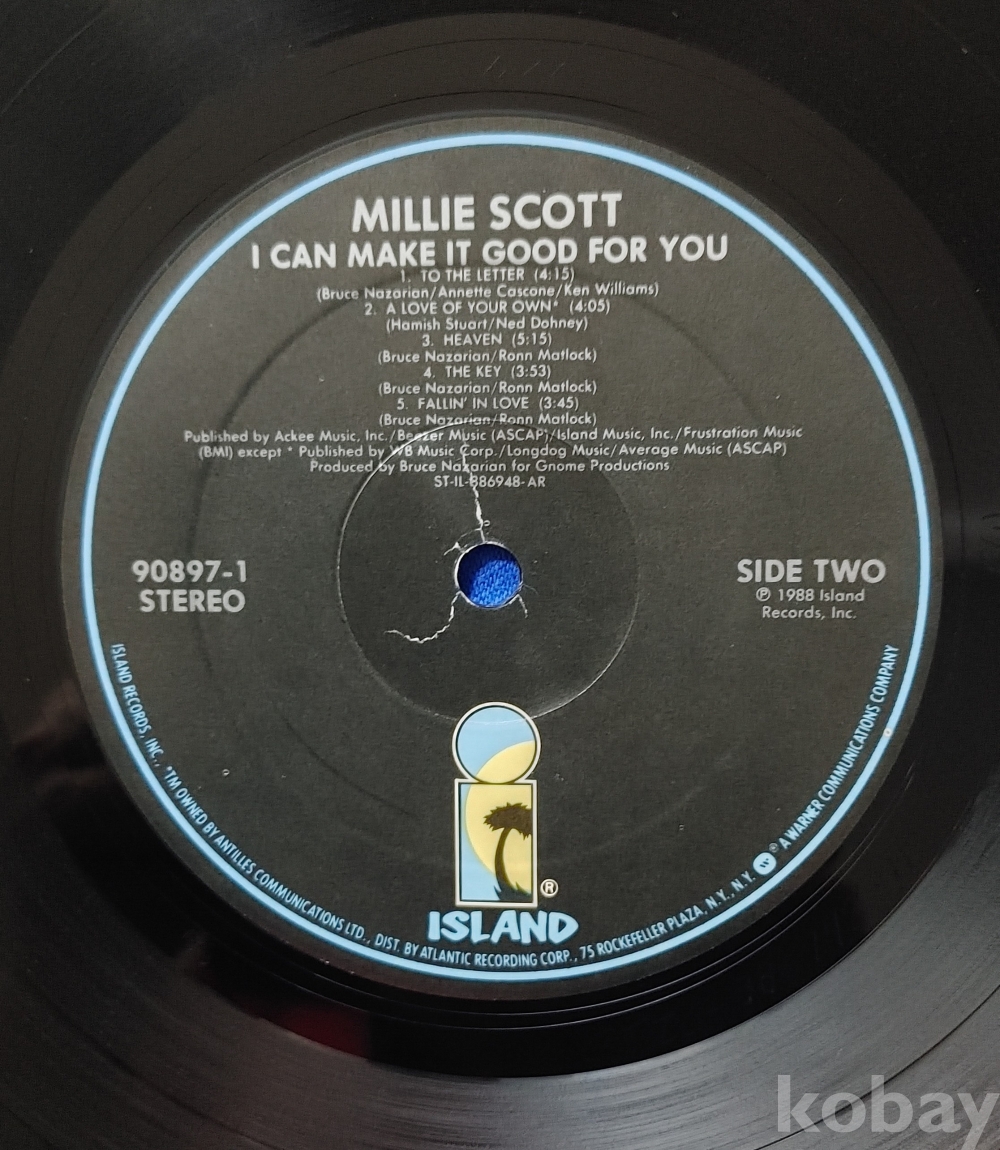 MILLIE SCOTT
I CAN MAKE IT GOOD FOR YOU
1. TO THE LETTER (4:15)
(Bruce Nazarian/Annette Cascone/Ken Williams)
2. A LOVE OF YOUR OWN* (4:05)
(Hamish Stuart/Ned Dohney)
3. HEAVEN (5:15)
(Bruce Nazarian/Ronn Matlock)
4. THE KEY (3:53)
(Bruce Nazarian/Ronn Matlock)
5. FALLIN' IN LOVE (3:45)
(Bruce Nazarian/Ronn Matlock)
Published by Ackee Music, Inc./Beezer Music (ASCAP)/Island Music, Inc./Frustration Music
(BMI) except * Published by WB Music Corp./Longdog Music/Average Music (ASCAP)
Produced by Bruce Nazarian for Gnome Productions
ST-IL-886948-AR
90897-1
STEREO
SIDE TWO
℗ 1988 Island
Records, Inc.
®
ISLAND
ISLAND RECORDS, INC., *TM OWNED BY ANTILLES COMMUNICATIONS LTD., DIST. BY ATLANTIC RECORDING CORP., 75 ROCKEFELLER PLAZA, N.Y., N.Y. ® A WARNER COMMUNICATIONS COMPANY
kobay